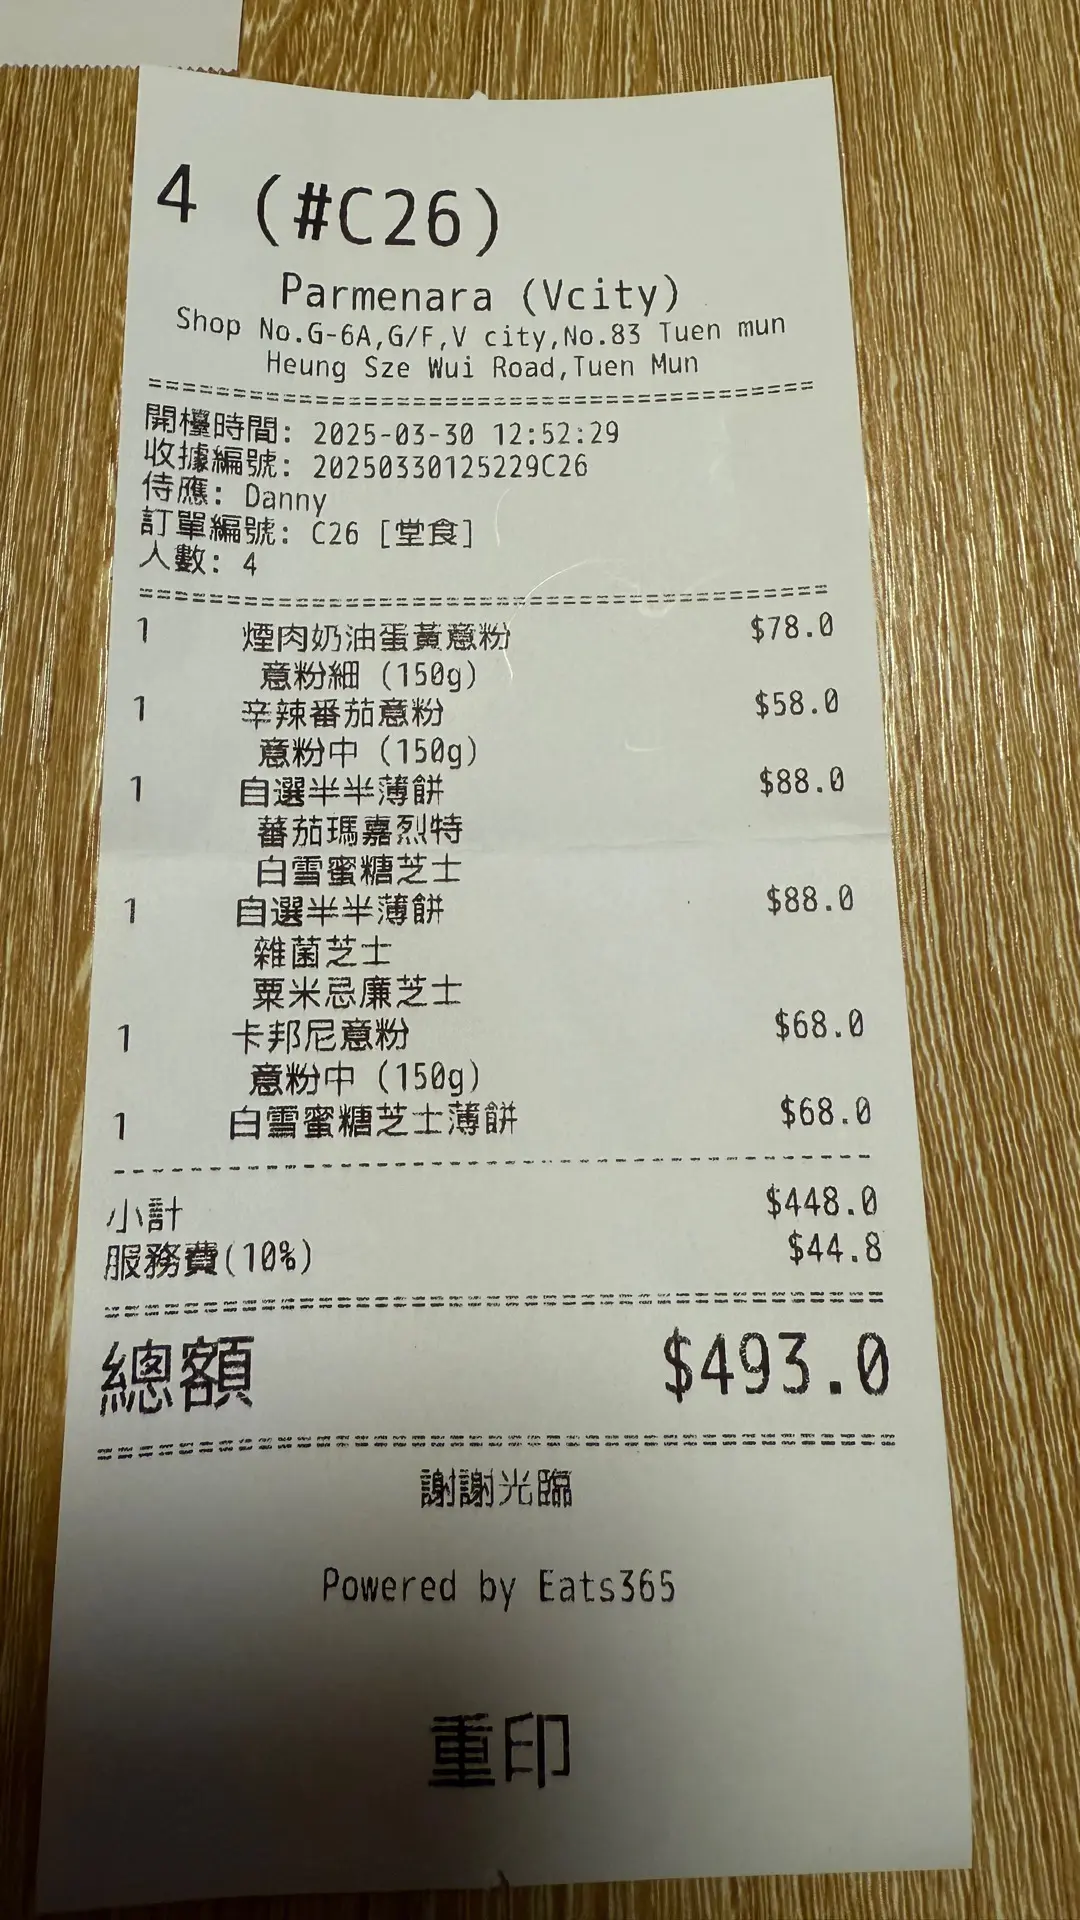 4 (#C26)
Parmenara (Vcity)
Shop No.G-6A,G/F,V city,No.83 Tuen mun
Heung Sze Wui Road,Tuen Mun
開檯時間: 2025-03-30 12:52:29
收據編號: 20250330125229C26
侍應: Danny
訂單編號: C26 [堂食]
人數: 4
1 煙肉奶油蛋黃意粉 $78.0
意粉細 (150g)
1 辛辣番茄意粉 $58.0
意粉中 (150g)
1 自選半半薄餅 $88.0
蕃茄瑪嘉烈特
白雪蜜糖芝士
1 自選半半薄餅 $88.0
雜菌芝士
粟米忌廉芝士
1 卡邦尼意粉 $68.0
意粉中 (150g)
1 白雪蜜糖芝士薄餅 $68.0
小計 $448.0
服務費(10%) $44.8
總額 $493.0
謝謝光臨
Powered by Eats365
重印